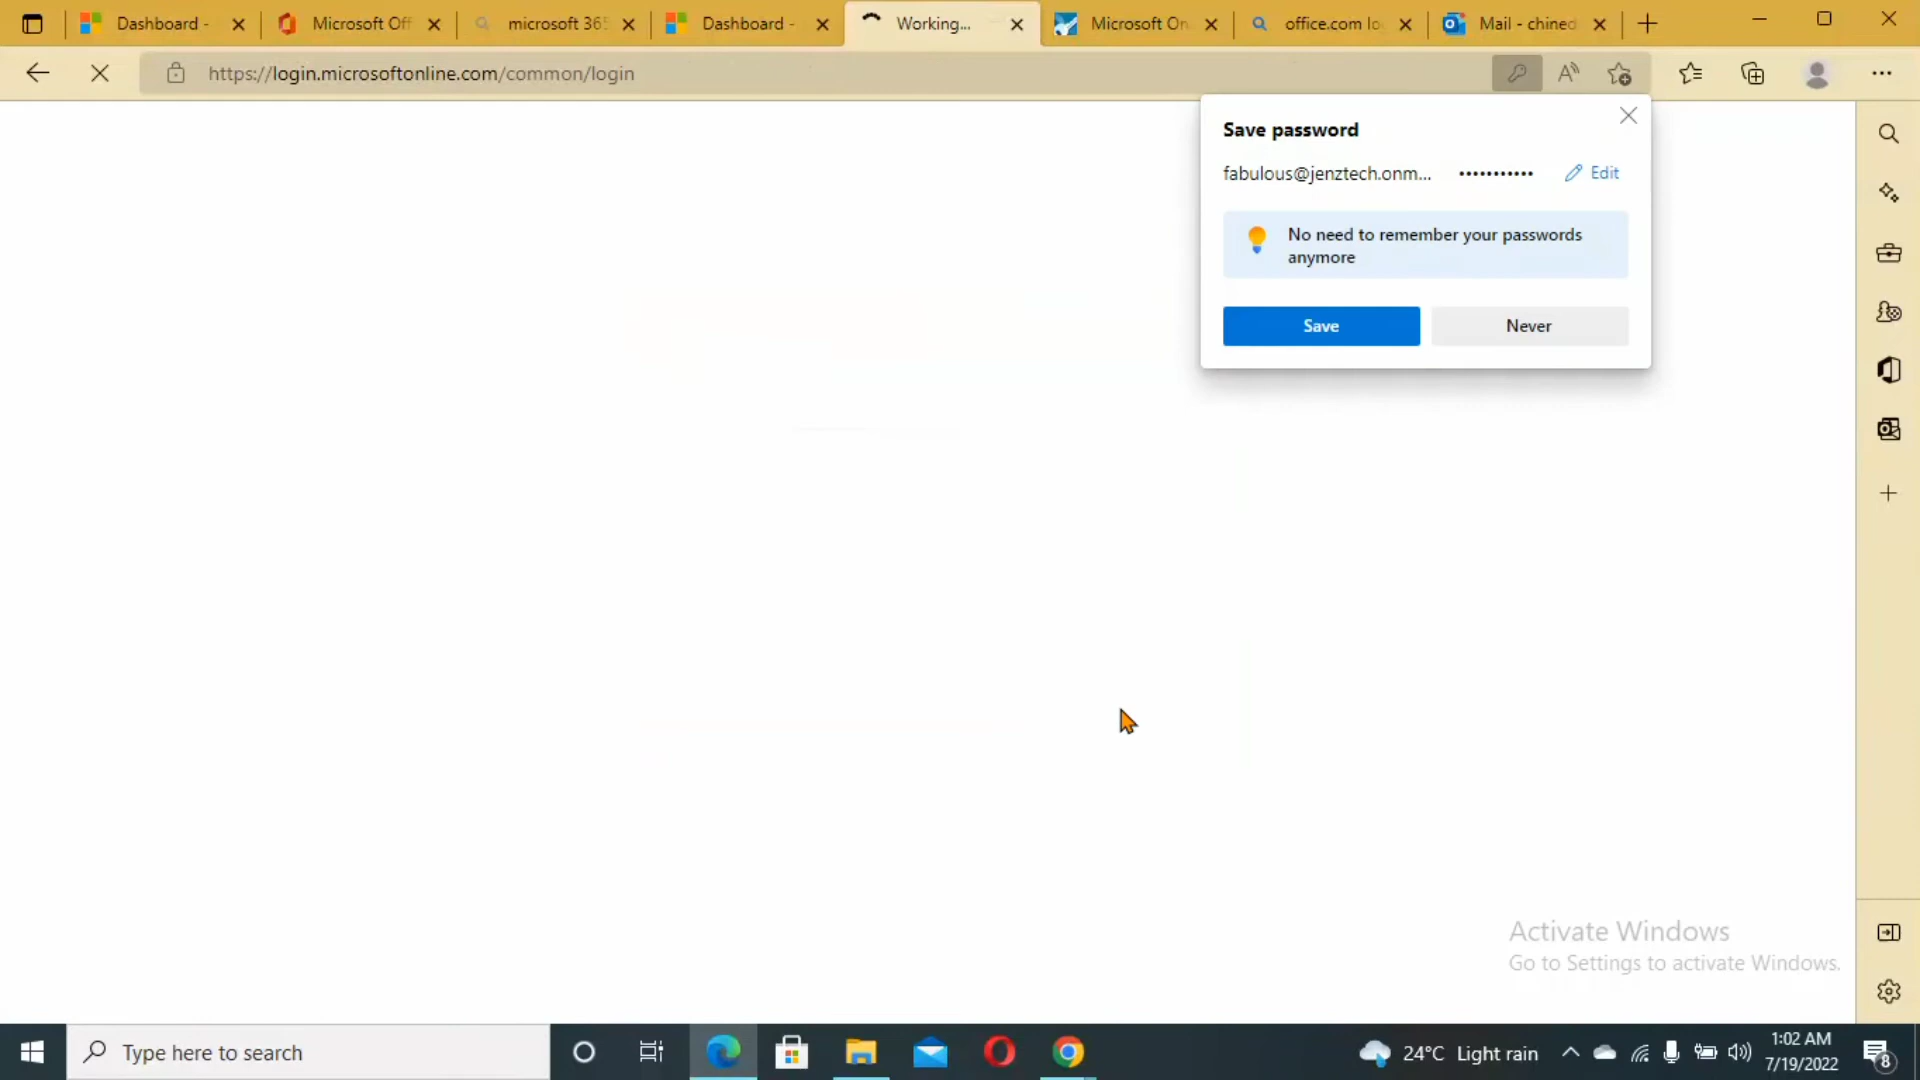 Dashboard -
Microsoft Off
microsoft 365
Dashboard -
Working...
Microsoft On
office.com lo
Mail - chined
https://login.microsoftonline.com/common/login
Save password
fabulous@jenztech.onm...
•••••••••••
Edit
No need to remember your passwords
anymore
Save
Never
Activate Windows
Go to Settings to activate Windows.
Type here to search
24°C Light rain
1:02 AM
7/19/2022
8